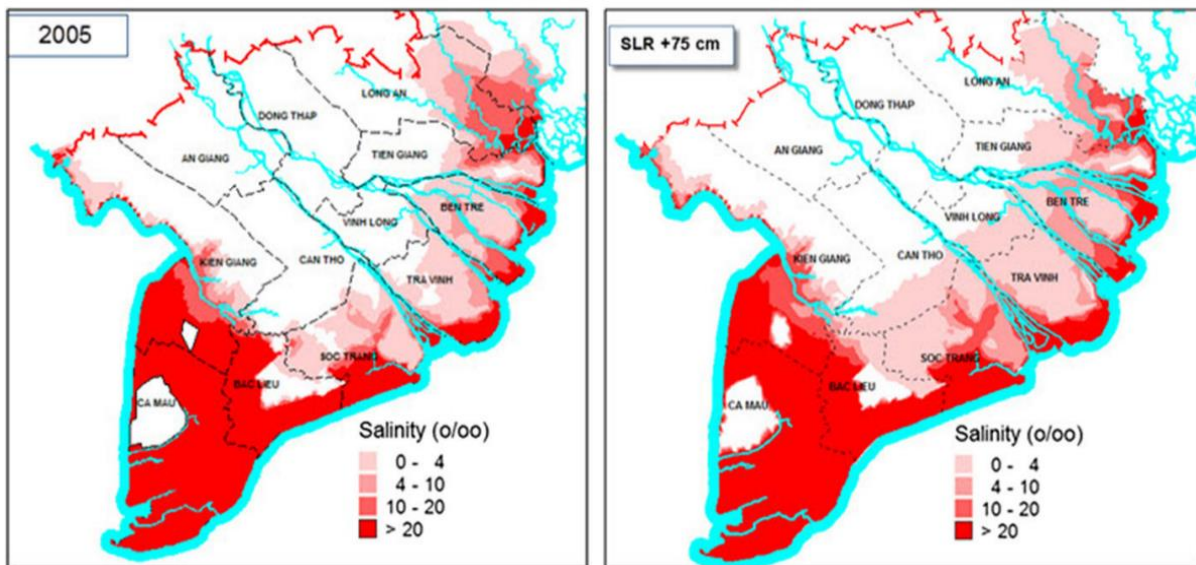 2005
LONG AN
DONG THAP
AN GIANG
TIEN GIANG
BEN TRE
VINH LONG
KIEN GIANG
CAN THO
TRA VINH
SOC TRANG
BAC LIEU
CA MAU
Salinity (o/oo)
0 - 4
4 - 10
10 - 20
> 20
SLR +75 cm
LONG AN
DONG THAP
AN GIANG
TIEN GIANG
BEN TRE
VINH LONG
KIEN GIANG
CAN THO
TRA VINH
SOC TRANG
BAC LIEU
CA MAU
Salinity (o/oo)
0 - 4
4 - 10
10 - 20
> 20